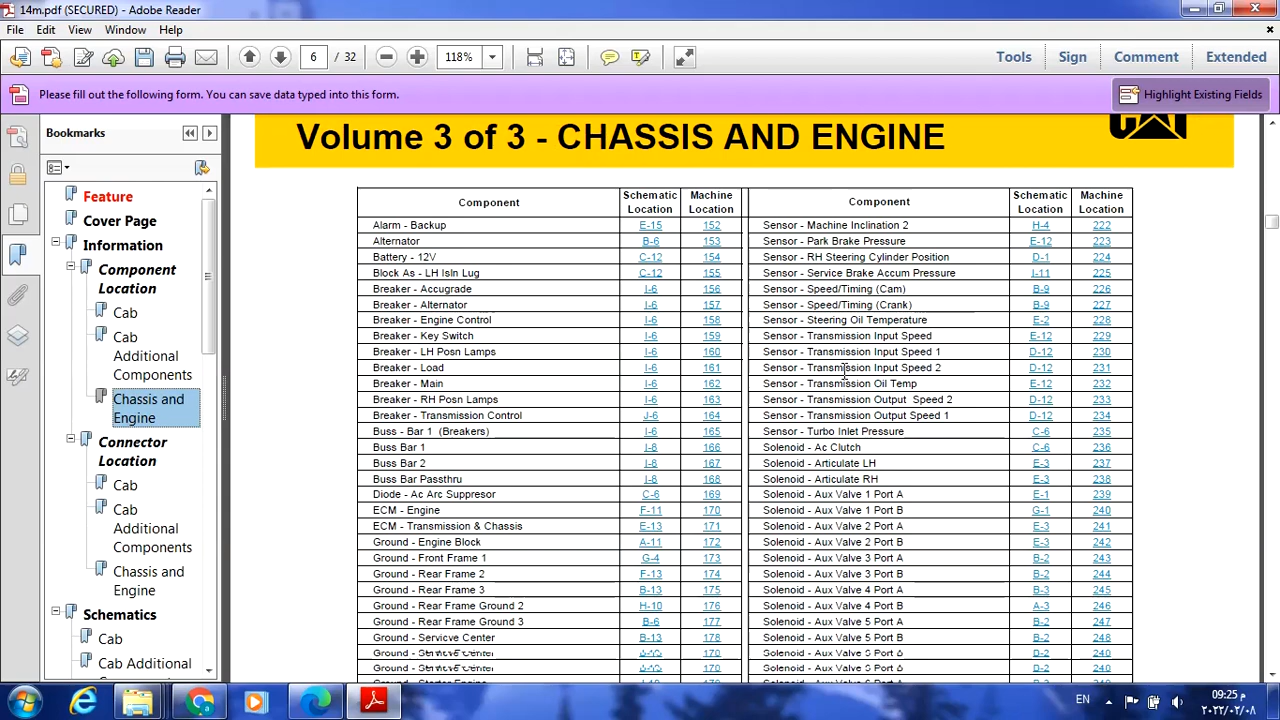 14m.pdf (SECURED) - Adobe Reader
File Edit View Window Help
6 / 32 118% Tools Sign Comment Extended
Please fill out the following form. You can save data typed into this form. Highlight Existing Fields
Bookmarks
Feature
Cover Page
Information
Component
Location
Cab
Cab
Additional
Components
Chassis and
Engine
Connector
Location
Cab
Cab
Additional
Components
Chassis and
Engine
Schematics
Cab
Cab Additional
Volume 3 of 3 - CHASSIS AND ENGINE
Component Schematic Location Machine Location Component Schematic Location Machine Location
Alarm - Backup E-15 152 Sensor - Machine Inclination 2 H-4 222
Alternator B-6 153 Sensor - Park Brake Pressure E-12 223
Battery - 12V C-12 154 Sensor - RH Steering Cylinder Position D-1 224
Block As - LH Isln Lug C-12 155 Sensor - Service Brake Accum Pressure I-11 225
Breaker - Accugrade I-6 156 Sensor - Speed/Timing (Cam) B-9 226
Breaker - Alternator I-6 157 Sensor - Speed/Timing (Crank) B-9 227
Breaker - Engine Control I-6 158 Sensor - Steering Oil Temperature E-2 228
Breaker - Key Switch I-6 159 Sensor - Transmission Input Speed E-12 229
Breaker - LH Posn Lamps I-6 160 Sensor - Transmission Input Speed 1 D-12 230
Breaker - Load I-6 161 Sensor - Transmission Input Speed 2 D-12 231
Breaker - Main I-6 162 Sensor - Transmission Oil Temp E-12 232
Breaker - RH Posn Lamps I-6 163 Sensor - Transmission Output Speed 2 D-12 233
Breaker - Transmission Control J-6 164 Sensor - Transmission Output Speed 1 D-12 234
Buss - Bar 1 (Breakers) I-6 165 Sensor - Turbo Inlet Pressure C-6 235
Buss Bar 1 I-8 166 Solenoid - Ac Clutch C-6 236
Buss Bar 2 I-8 167 Solenoid - Articulate LH E-3 237
Buss Bar Passthru I-8 168 Solenoid - Articulate RH E-3 238
Diode - Ac Arc Suppresor C-6 169 Solenoid - Aux Valve 1 Port A E-1 239
ECM - Engine F-11 170 Solenoid - Aux Valve 1 Port B G-1 240
ECM - Transmission & Chassis E-13 171 Solenoid - Aux Valve 2 Port A E-3 241
Ground - Engine Block A-11 172 Solenoid - Aux Valve 2 Port B E-3 242
Ground - Front Frame 1 G-4 173 Solenoid - Aux Valve 3 Port A B-2 243
Ground - Rear Frame 2 F-13 174 Solenoid - Aux Valve 3 Port B B-2 244
Ground - Rear Frame 3 B-13 175 Solenoid - Aux Valve 4 Port A B-3 245
Ground - Rear Frame Ground 2 H-10 176 Solenoid - Aux Valve 4 Port B A-3 246
Ground - Rear Frame Ground 3 B-6 177 Solenoid - Aux Valve 5 Port A B-2 247
Ground - Servicve Center B-13 178 Solenoid - Aux Valve 5 Port B B-2 248
EN 09:25 م
٢٠٢٢/٠٢/٠٨